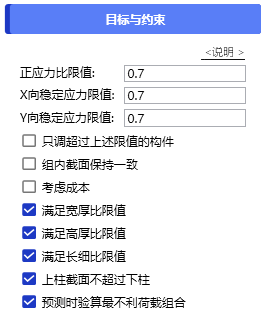 目标与约束
<说明 >
正应力比限值: 0.7
X向稳定应力限值: 0.7
Y向稳定应力限值: 0.7
只调超过上述限值的构件
组内截面保持一致
考虑成本
满足宽厚比限值
满足高厚比限值
满足长细比限值
上柱截面不超过下柱
预测时验算最不利荷载组合